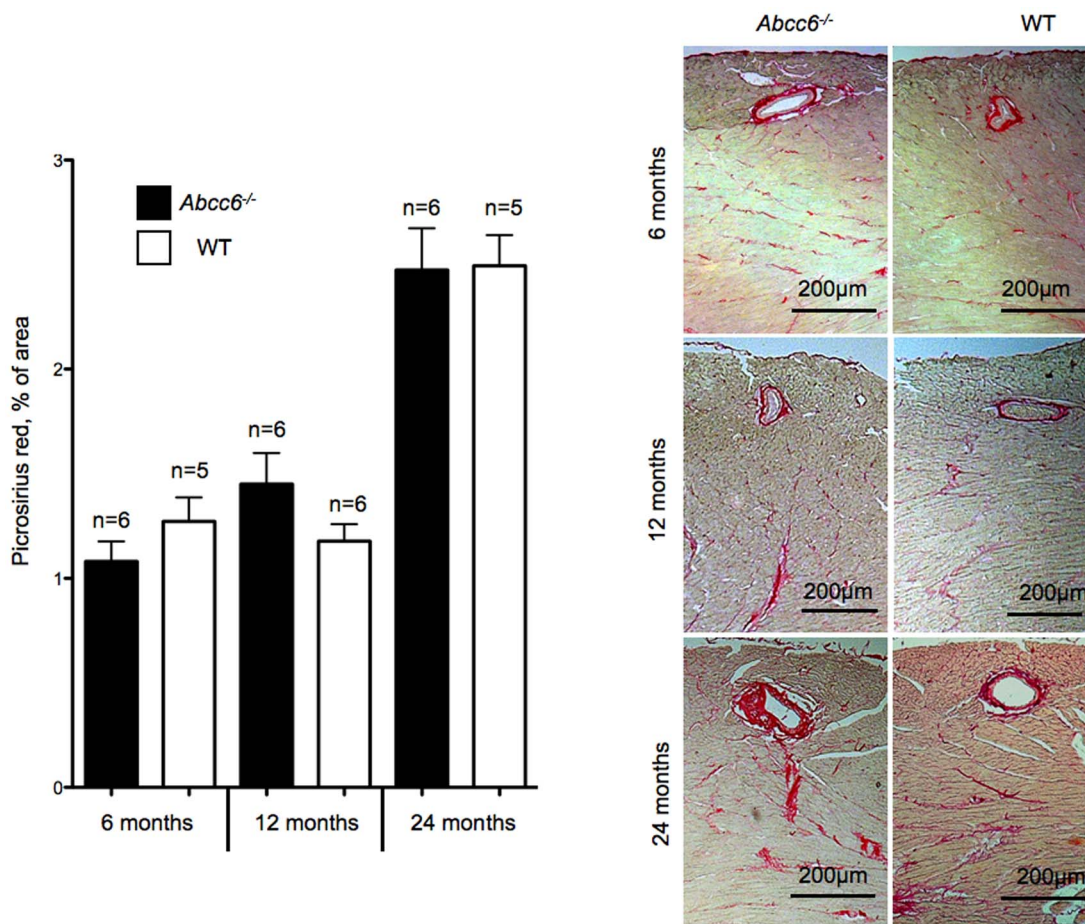 Abcc6-/-
WT
3
2
1
0
Picrosirius red, % of area
Abcc6-/-
WT
n=6
n=5
n=6
n=6
n=6
n=5
6 months
12 months
24 months
6 months
200µm
200µm
12 months
200µm
200µm
24 months
200µm
200µm